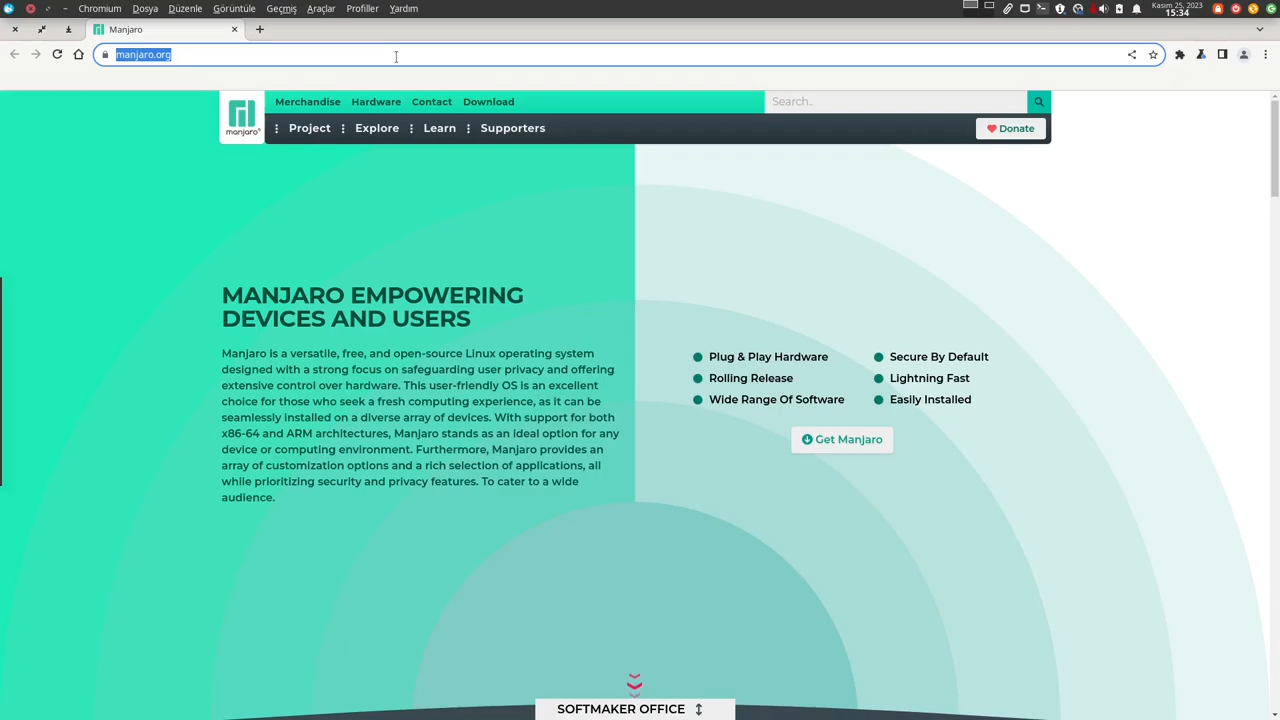 Chromium Dosya Düzenle Görüntüle Geçmiş Araçlar Profiller Yardım
Kasım 25, 2023
15:34
Manjaro
manjaro.org
Merchandise Hardware Contact Download
Search..
manjaro
Project Explore Learn Supporters
Donate
MANJARO EMPOWERING
DEVICES AND USERS
Manjaro is a versatile, free, and open-source Linux operating system
designed with a strong focus on safeguarding user privacy and offering
extensive control over hardware. This user-friendly OS is an excellent
choice for those who seek a fresh computing experience, as it can be
seamlessly installed on a diverse array of devices. With support for both
x86-64 and ARM architectures, Manjaro stands as an ideal option for any
device or computing environment. Furthermore, Manjaro provides an
array of customization options and a rich selection of applications, all
while prioritizing security and privacy features. To cater to a wide
audience.
Plug & Play Hardware
Secure By Default
Rolling Release
Lightning Fast
Wide Range Of Software
Easily Installed
Get Manjaro
SOFTMAKER OFFICE